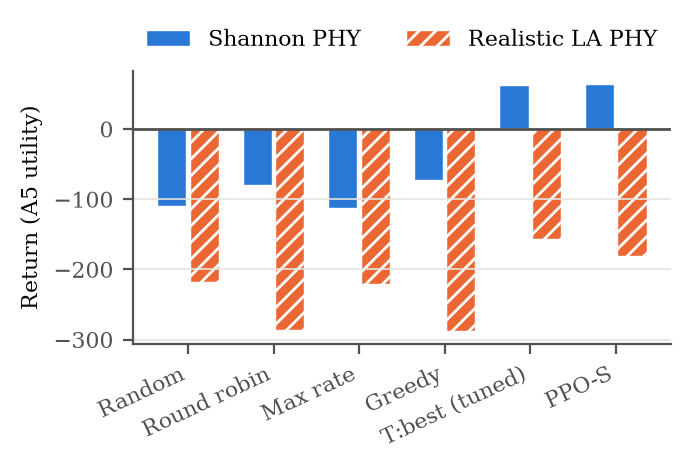 Shannon PHY Realistic LA PHY
Return (A5 utility)
0
−100
−200
−300
Random
Round robin
Max rate
Greedy
T:best (tuned)
PPO-S